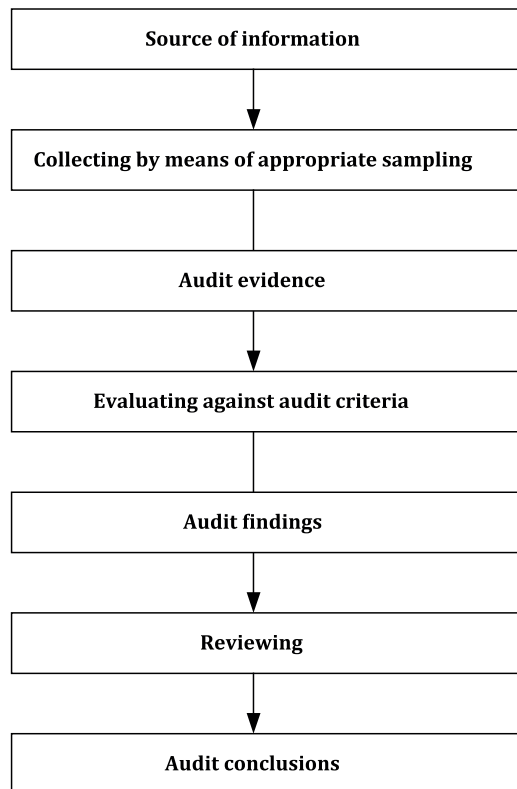 Source of information
Collecting by means of appropriate sampling
Audit evidence
Evaluating against audit criteria
Audit findings
Reviewing
Audit conclusions